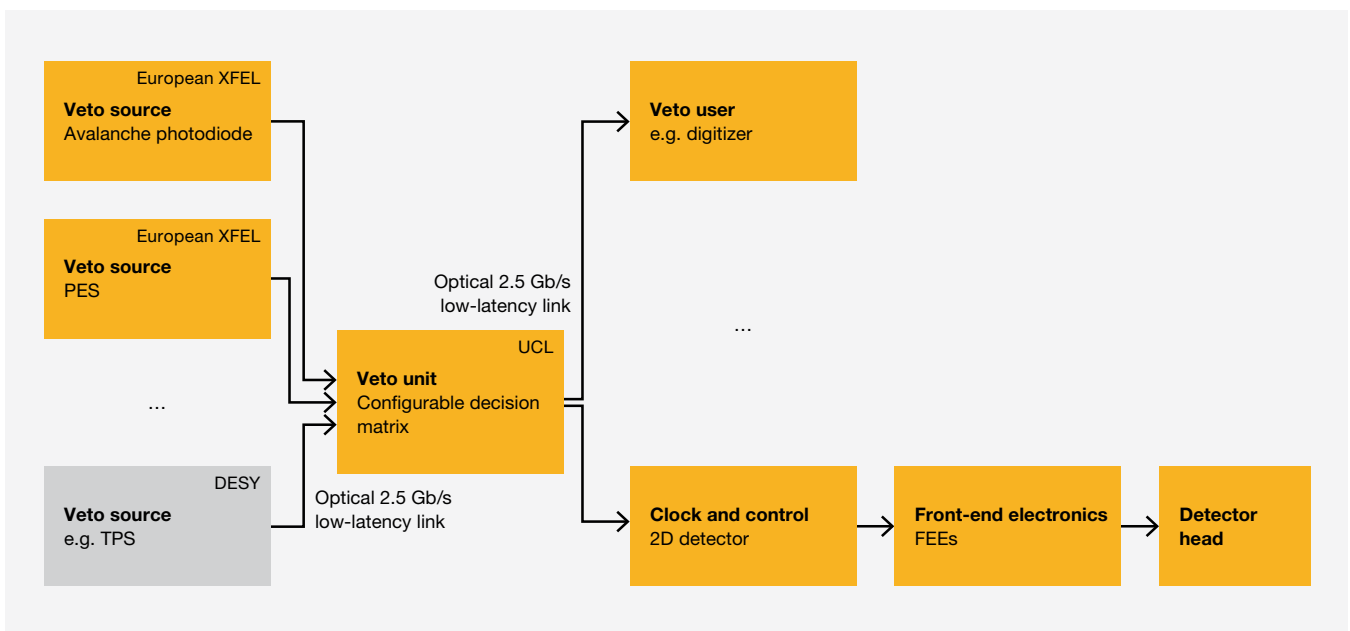 European XFEL
Veto source
Avalanche photodiode
European XFEL
Veto source
PES
...
DESY
Veto source
e.g. TPS
Optical 2.5 Gb/s
low-latency link
UCL
Veto unit
Configurable decision
matrix
Optical 2.5 Gb/s
low-latency link
Veto user
e.g. digitizer
...
Clock and control
2D detector
Front-end electronics
FEEs
Detector
head